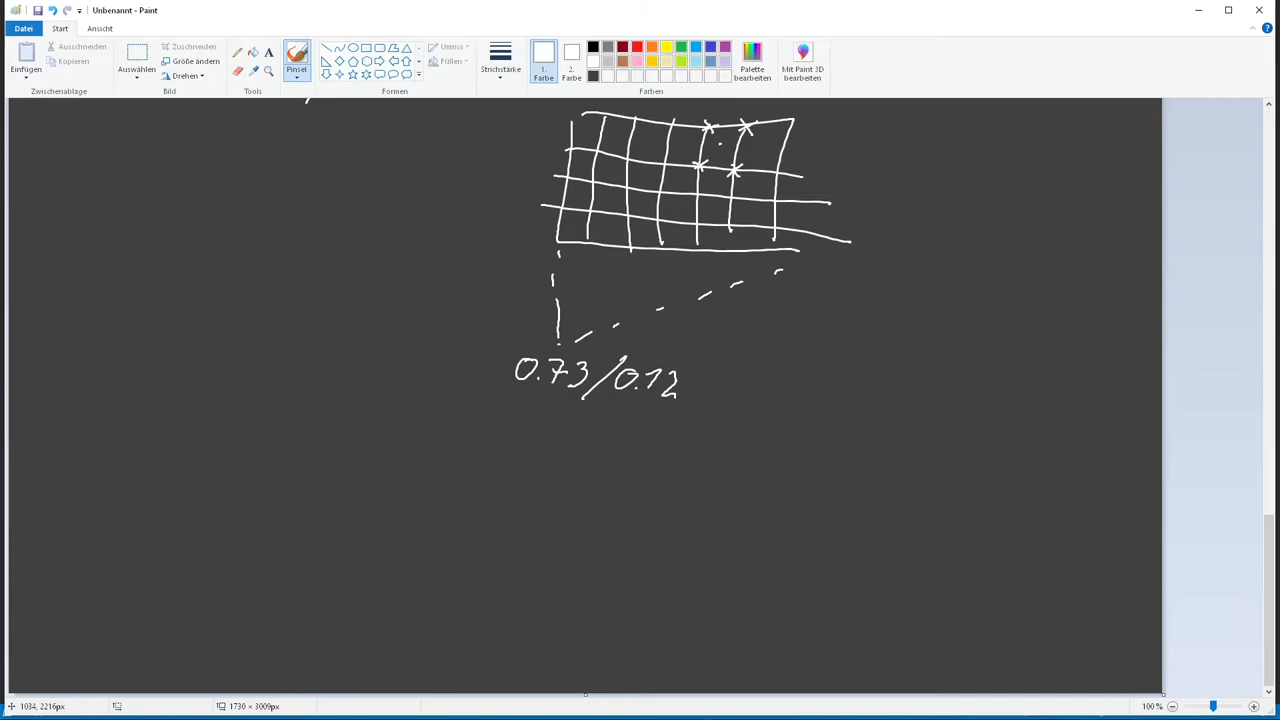 Unbenannt - Paint
Datei Start Ansicht
Einfügen
Ausschneiden
Kopieren
Zwischenablage
Auswählen
Zuschneiden
Größe ändern
Drehen
Bild
Tools
Pinsel
Formen
Umriss
Füllen
Strichstärke
1. Farbe
2. Farbe
Farben
Palette bearbeiten
Mit Paint 3D bearbeiten
0.73/0.12
1034, 2216px
1730 × 3009px
100 %